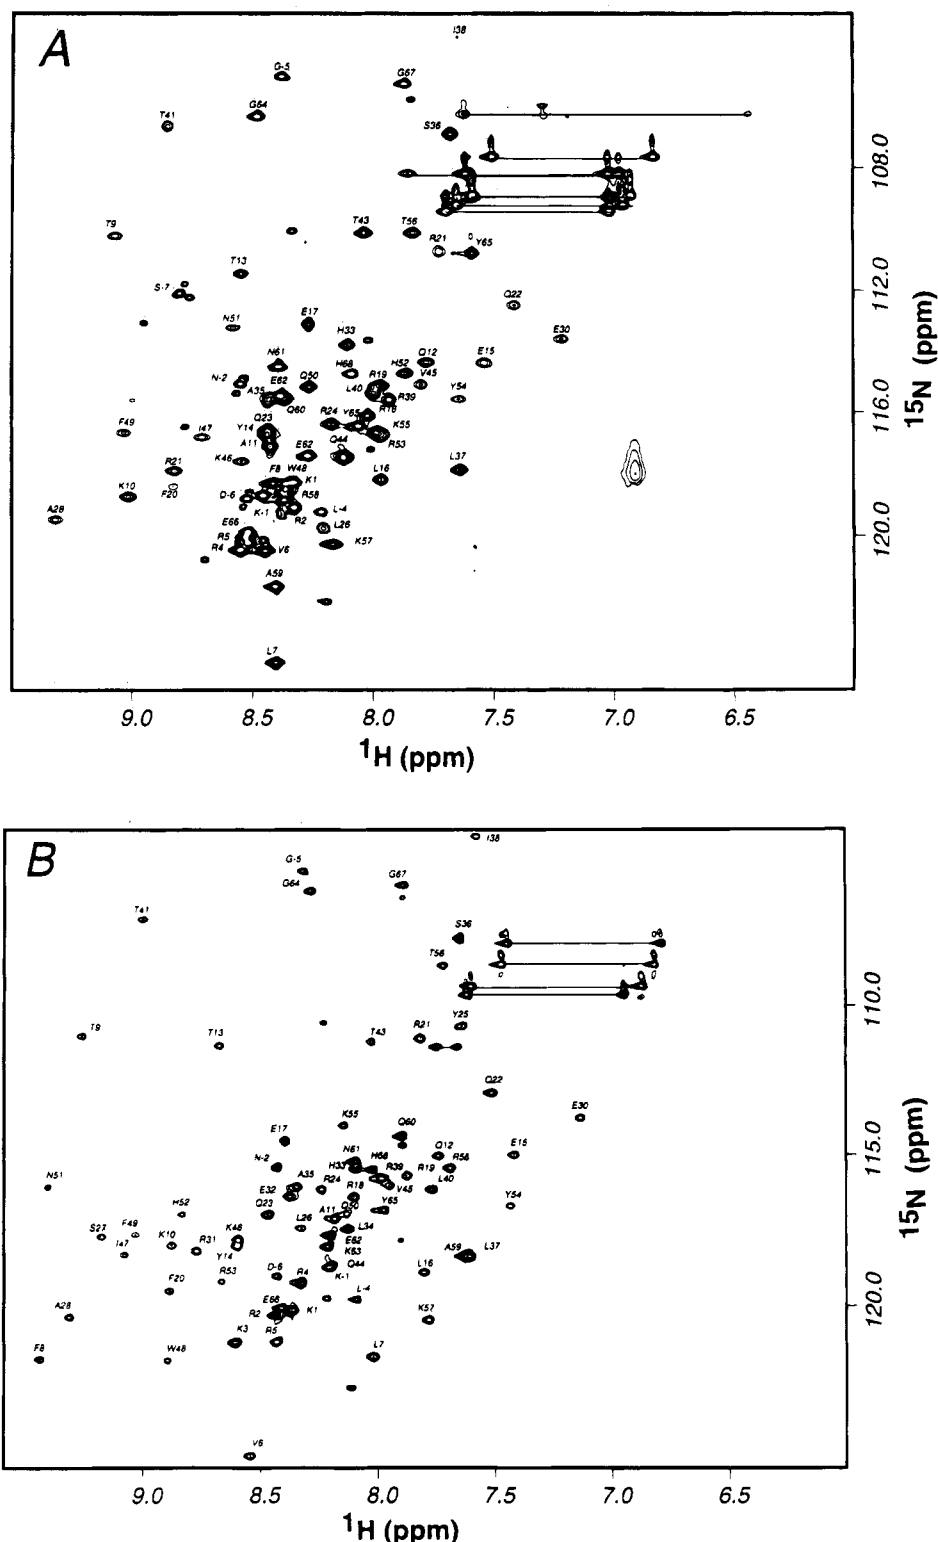 A
I38
G-5
G67
G64
T41
S36
108.0
T9
T43
T56
R21
Y65
T13
S-7
112.0
Q22
N51
E17
H33
E30
N61
H68
Q12
E15
N-2
A35
E62
Q50
R19
H52
V45
L40
R39
Y54
116.0
15N (ppm)
Q60
R18
F49
I47
Y14
Q23
R24
Y65
K55
A11
R53
K46
E62
Q44
R21
L16
L37
F8
W48
K10
F20
D-6
K1
R58
A28
K-1
R2
L-4
L26
E66
R5
120.0
R4
V6
K57
A59
L7
9.0 8.5 8.0 7.5 7.0 6.5
1H (ppm)
B
I38
G-5
G64
G67
T41
S36
T56
110.0
T9
T13
T43
R21
Y25
Q22
E30
E17
K55
Q60
N-2
N61
H33
H68
Q12
R58
E15
115.0
N51
A35
R24
R39
R19
E32
R18
V45
L40
Y54
15N (ppm)
H52
Q23
A11
Q50
Y65
S27
F49
L26
L34
I47
K10
R31
K46
Y14
E62
K63
A59
L37
F20
R53
D-6
R4
Q44
K-1
L16
A28
E66
R2
K1
L-4
K57
120.0
K3
R5
F8
W48
L7
V6
9.0 8.5 8.0 7.5 7.0 6.5
1H (ppm)